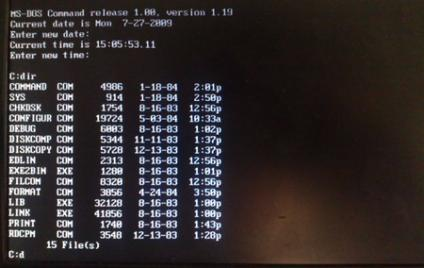 MS-DOS Command release 1.00, version 1.19
Current date is Mon  7-27-2009
Enter new date:
Current time is 15:05:53.11
Enter new time:
C:dir
COMMAND  COM     4986   1-18-84   2:01p
SYS      COM      914   1-18-84   2:50p
CHKDSK   COM     1754   8-16-83  12:56p
CONFIGUR COM    19724   5-03-84  10:33a
DEBUG    COM     6003   8-16-83   1:02p
DISKCOMP COM     5344  11-11-83   1:37p
DISKCOPY COM     5728  12-13-83   1:37p
EDLIN    COM     2313   8-16-83  12:56p
EXE2BIN  EXE     1280   8-16-83   1:01p
FILCOM   COM     8320   8-16-83  12:56p
FORMAT   COM     3856   4-24-84   3:50p
LIB      EXE    32128   8-16-83   1:00p
LINK     EXE    41856   8-16-83   1:00p
PRINT    COM     1740   8-16-83   1:43p
RDCPM    COM     3548  12-13-83   1:28p
15 File(s)
C:d